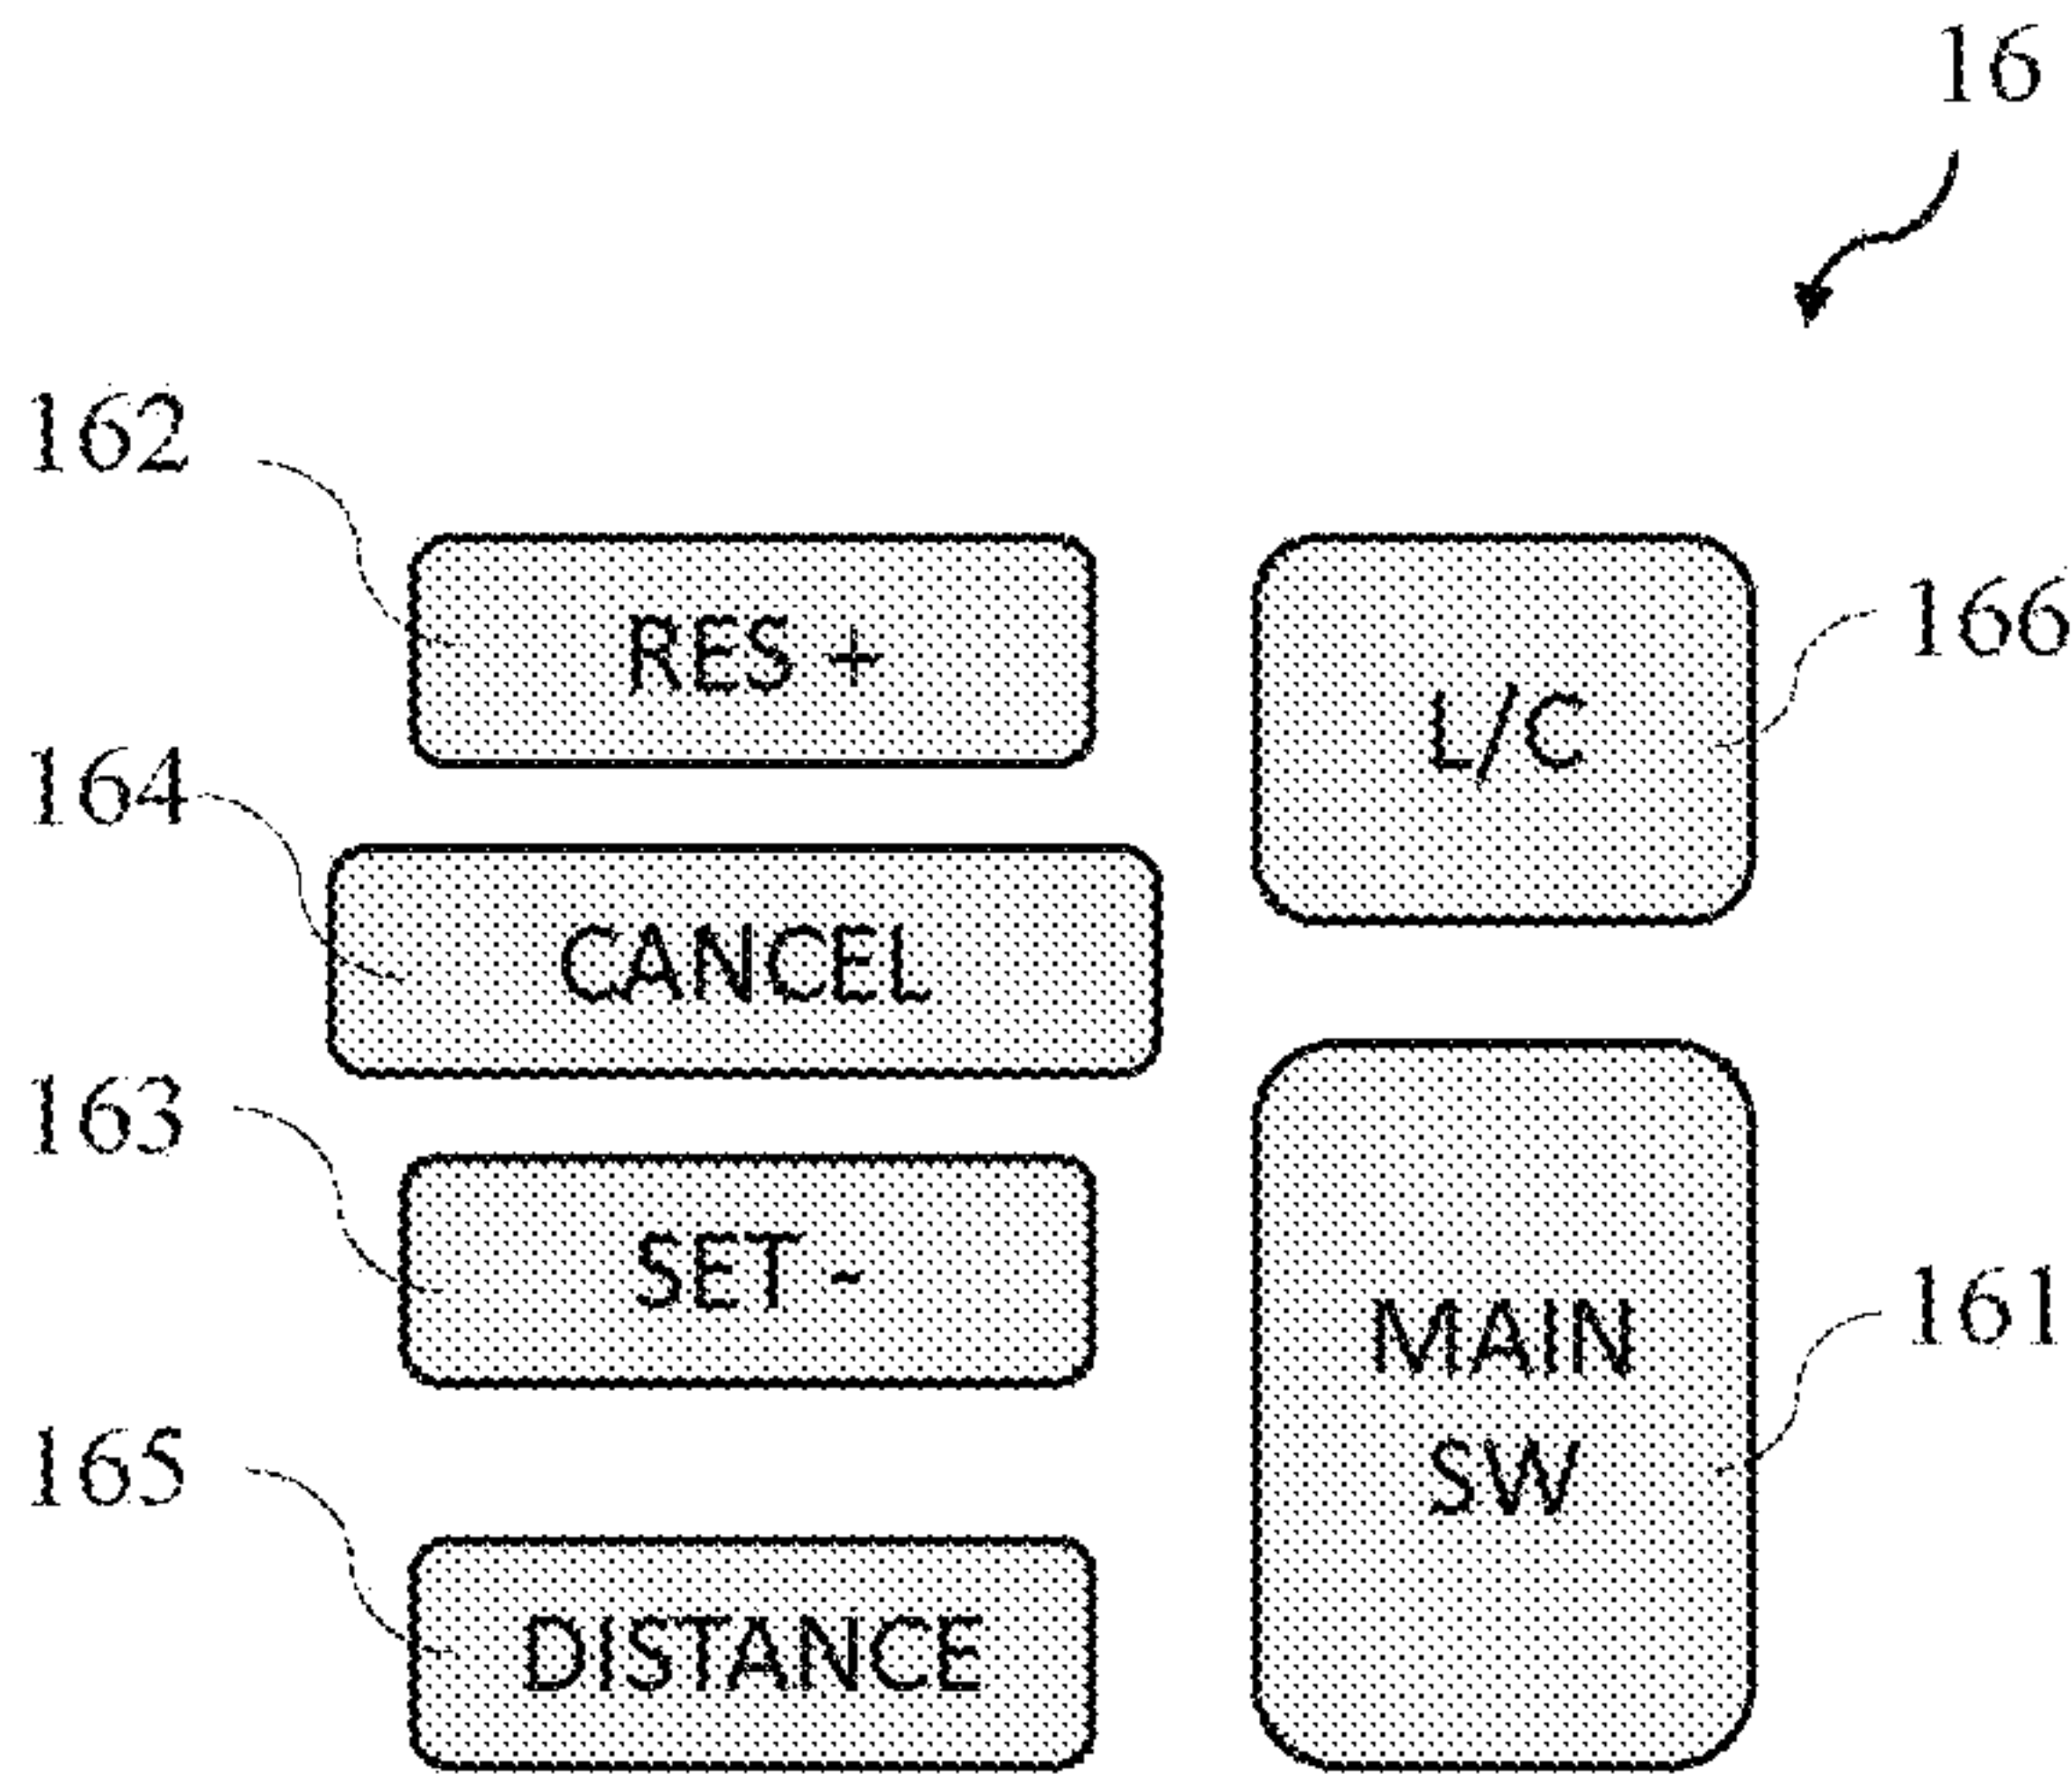 16
162
RES +
L/C
166
164
CANCEL
163
SET -
MAIN
SW
161
165
DISTANCE